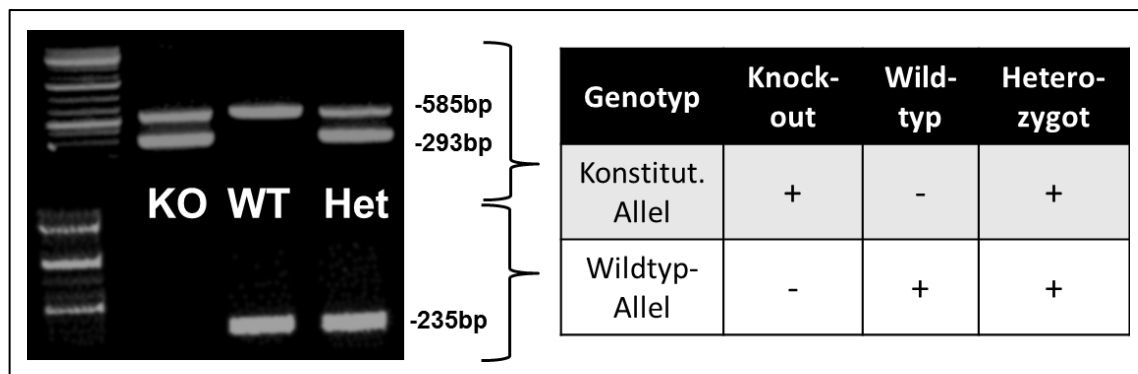 KO WT Het
-585bp
-293bp
-235bp
Genotyp Knock- Wild- Hetero-
out typ zygot
Konstitut.
Allel + - +
Wildtyp-
Allel - + +